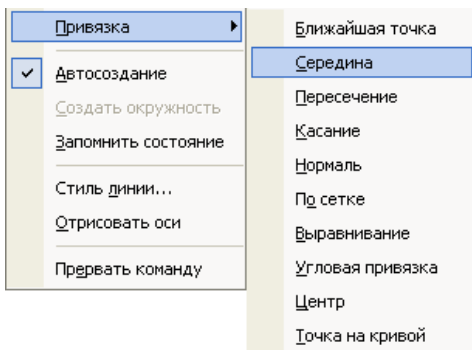 Привязка
Автосоздание
Создать окружность
Запомнить состояние
Стиль линии...
Отрисовать оси
Прервать команду
Ближайшая точка
Середина
Пересечение
Касание
Нормаль
По сетке
Выравнивание
Угловая привязка
Центр
Точка на кривой